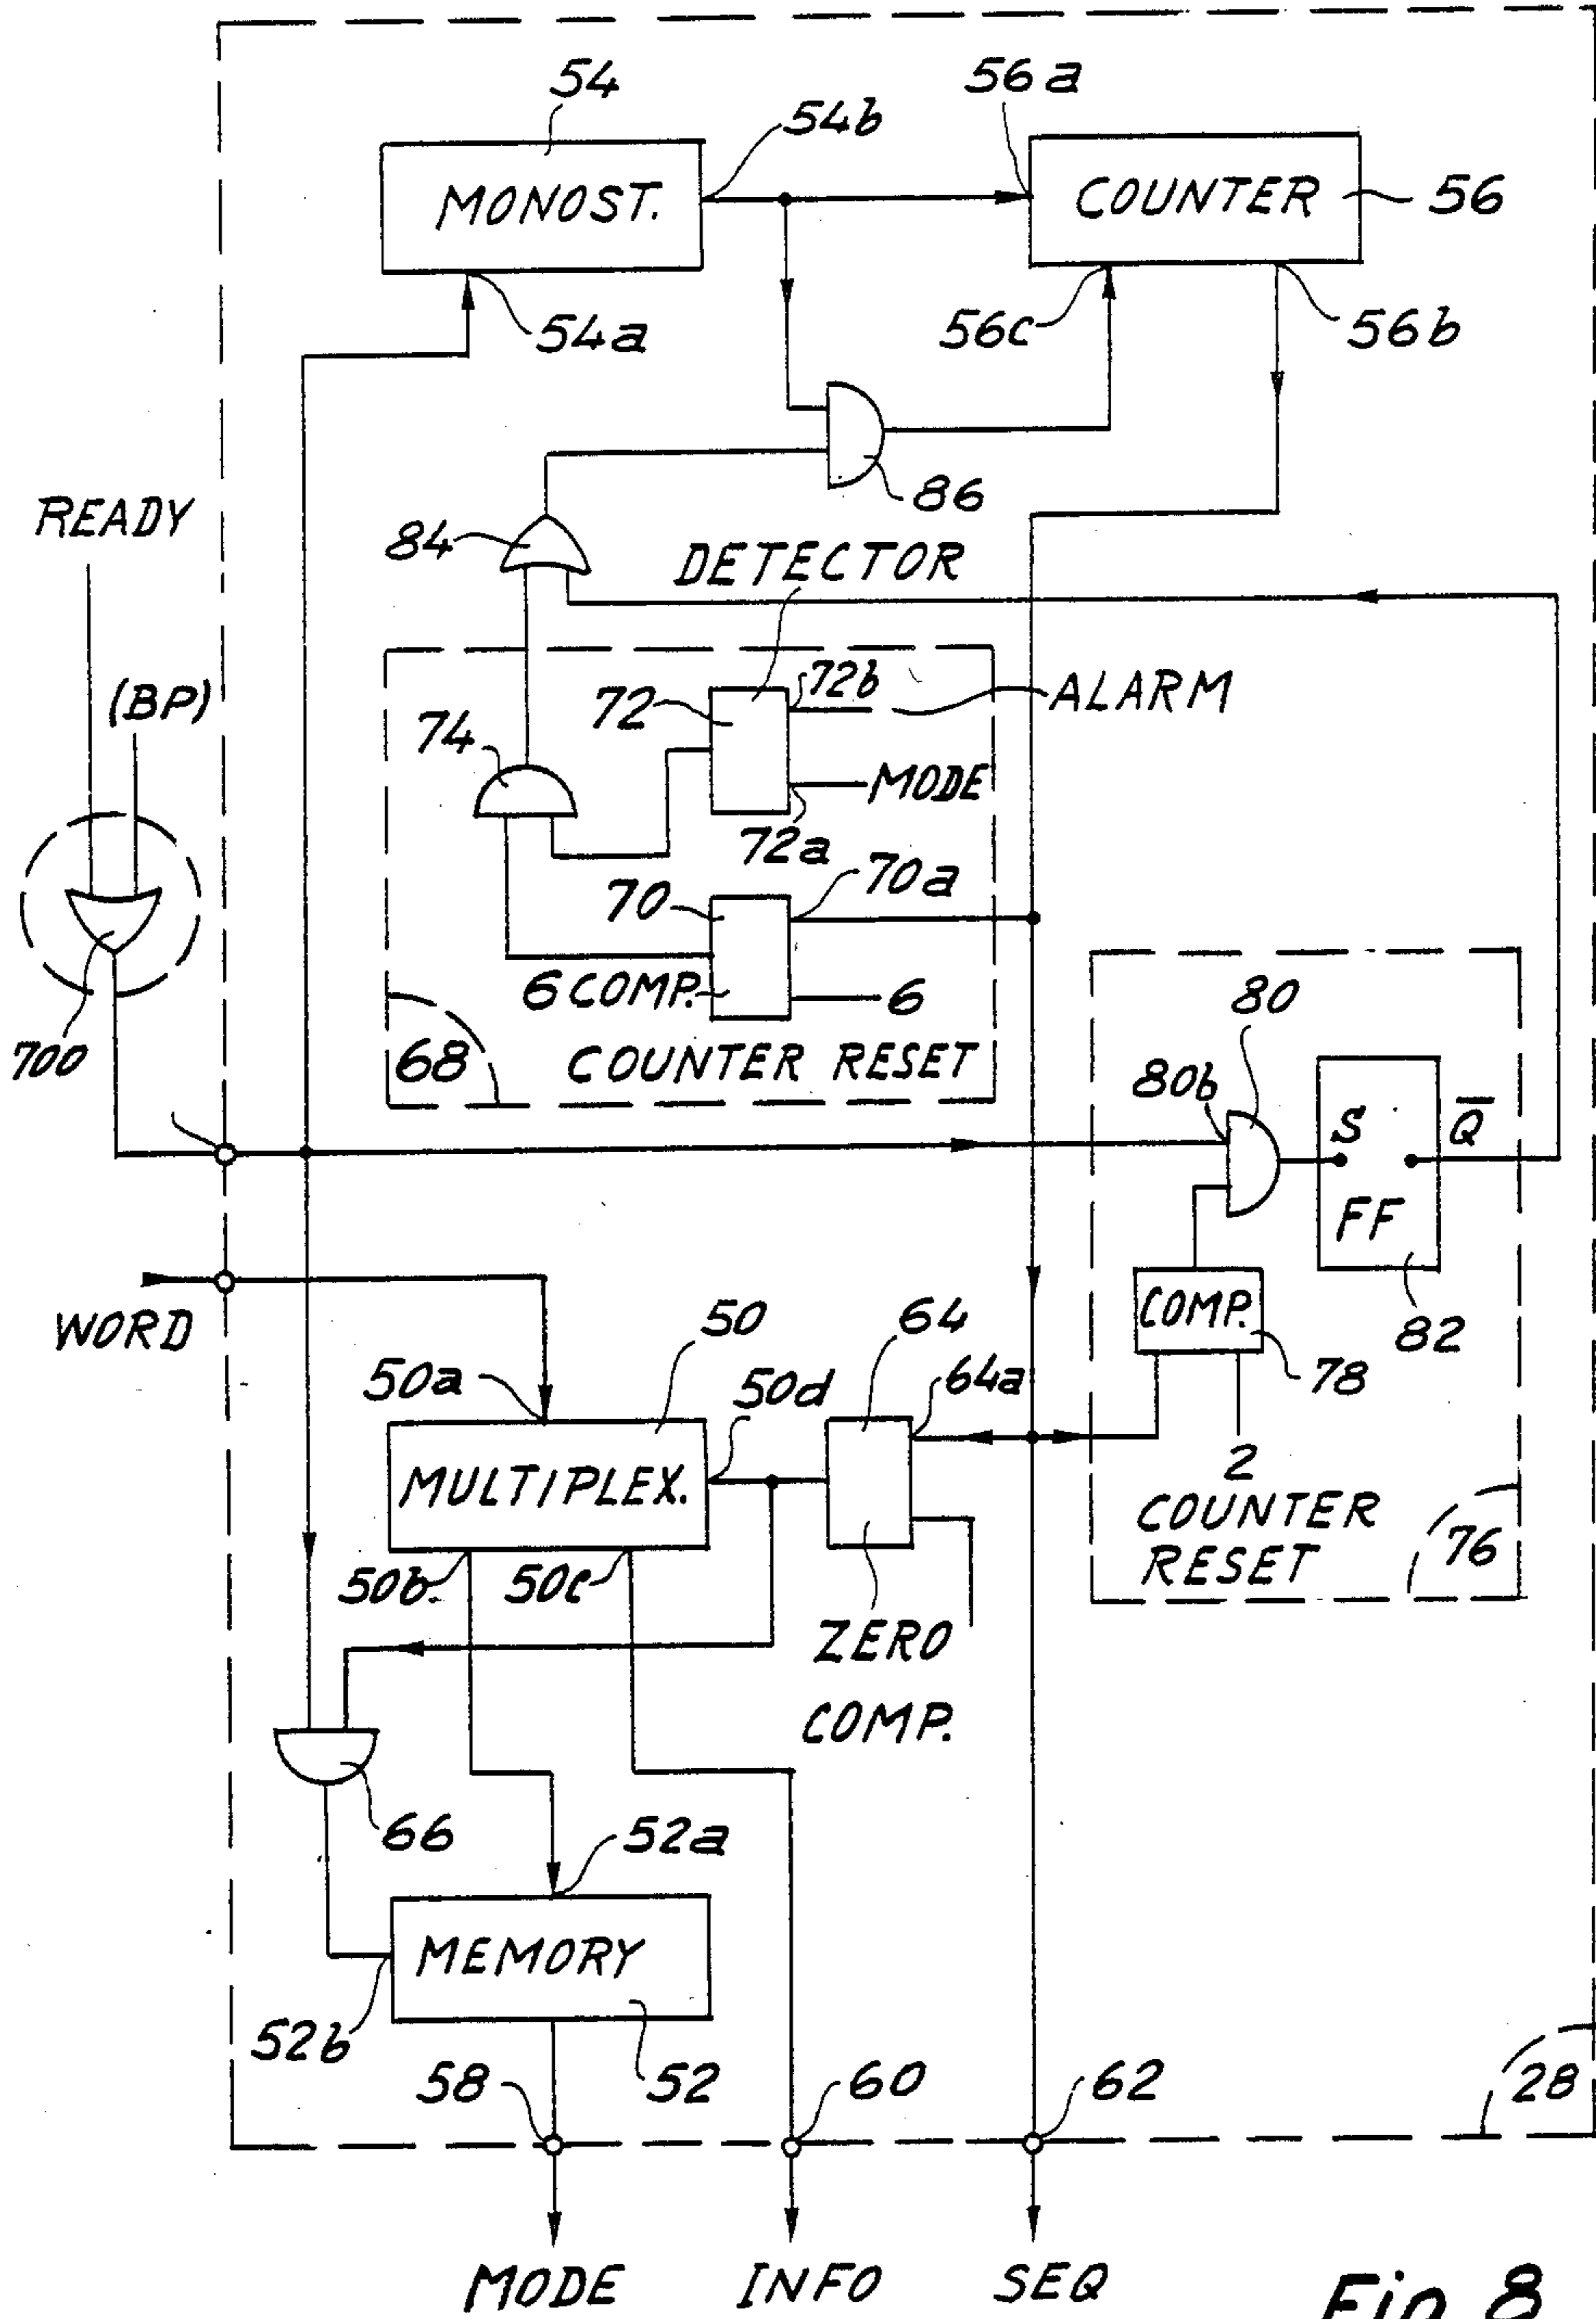 54
54b
56a
MONOST.
COUNTER
56
54a
56c
56b
86
READY
84
DETECTOR
(BP)
72
72b
ALARM
74
MODE
72a
70
70a
6 COMP.
6
700
68
COUNTER RESET
80
80b
S
Q̅
FF
COMP.
82
78
WORD
50
64
50a
50d
64a
MULTIPLEX.
2
COUNTER
RESET
76
50b
50c
ZERO
COMP.
66
52a
MEMORY
52b
52
58
60
62
28
MODE
INFO
SEQ
Fig. 8